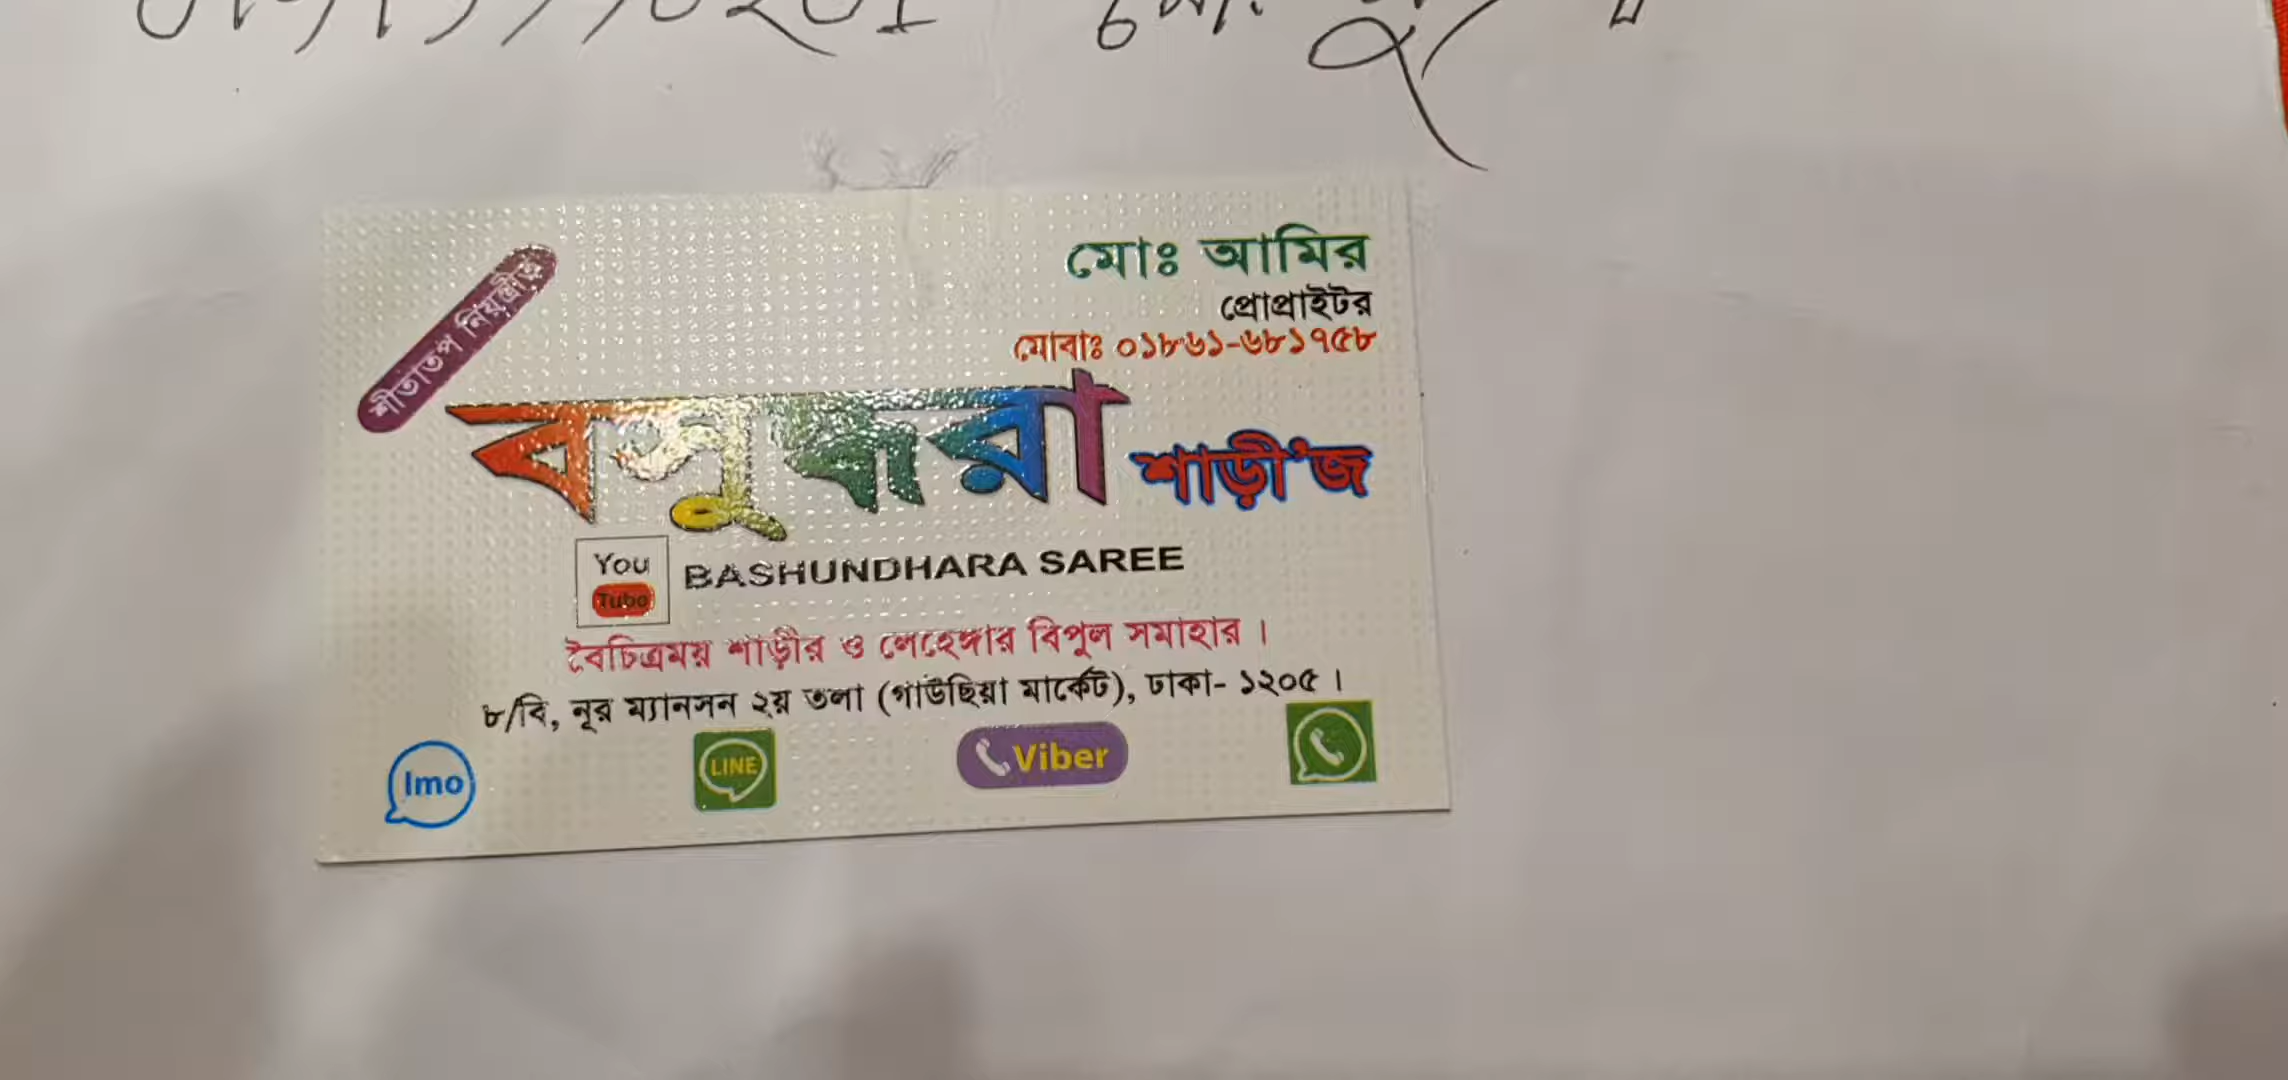 মোঃ আমির
প্রোপ্রাইটর
মোবাঃ ০১৮৬১-৬৮১৭৫৮
শীতাতপ নিয়ন্ত্রীত
বসুন্ধরা শাড়ী'জ
You
Tube
BASHUNDHARA SAREE
বৈচিত্রময় শাড়ীর ও লেহেঙ্গার বিপুল সমাহার ।
৮/বি, নূর ম্যানসন ২য় তলা (গাউছিয়া মার্কেট), ঢাকা- ১২০৫ ।
Imo
LINE
Viber